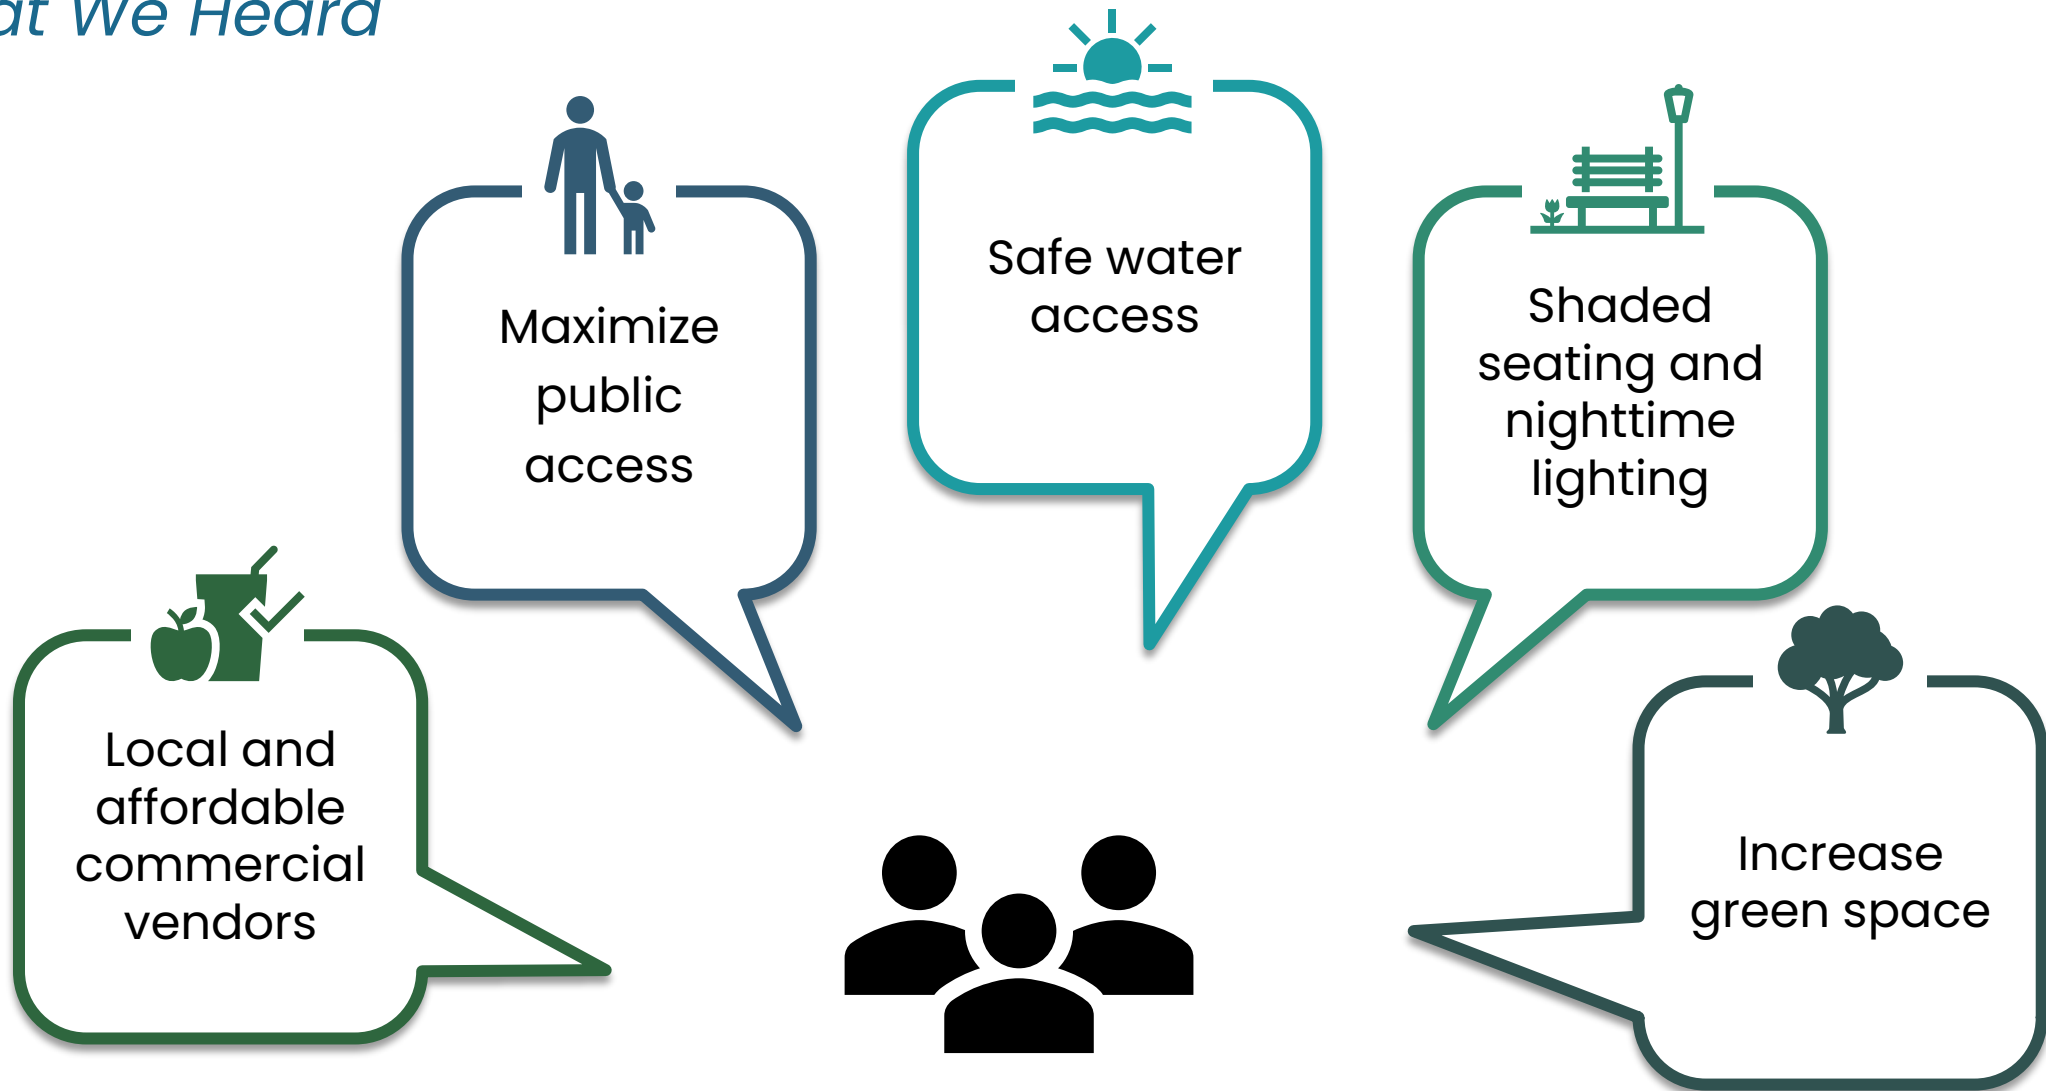 at We Heard
Local and
affordable
commercial
vendors
Maximize
public
access
Safe water
access
Shaded
seating and
nighttime
lighting
Increase
green space